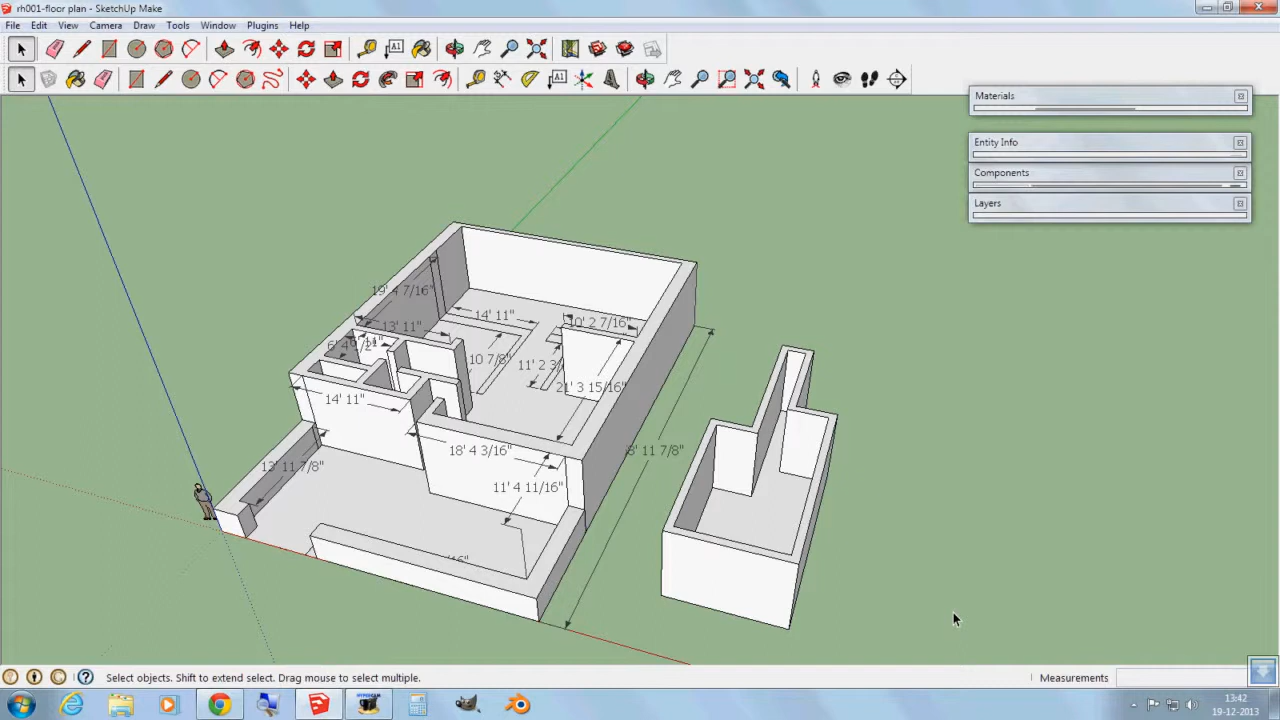 rh001-floor plan - SketchUp Make
File Edit View Camera Draw Tools Window Plugins Help
A1
A1
Materials
Entity Info
Components
Layers
19' 4 7/16"
14' 11"
10' 2 7/16"
13' 11"
10 7/8"
11' 2
21' 3 15/16"
14' 11"
18' 4 3/16"
8' 11 7/8"
13' 11 7/8"
11' 4 11/16"
Select objects. Shift to extend select. Drag mouse to select multiple.
Measurements
13:42
19-12-2013